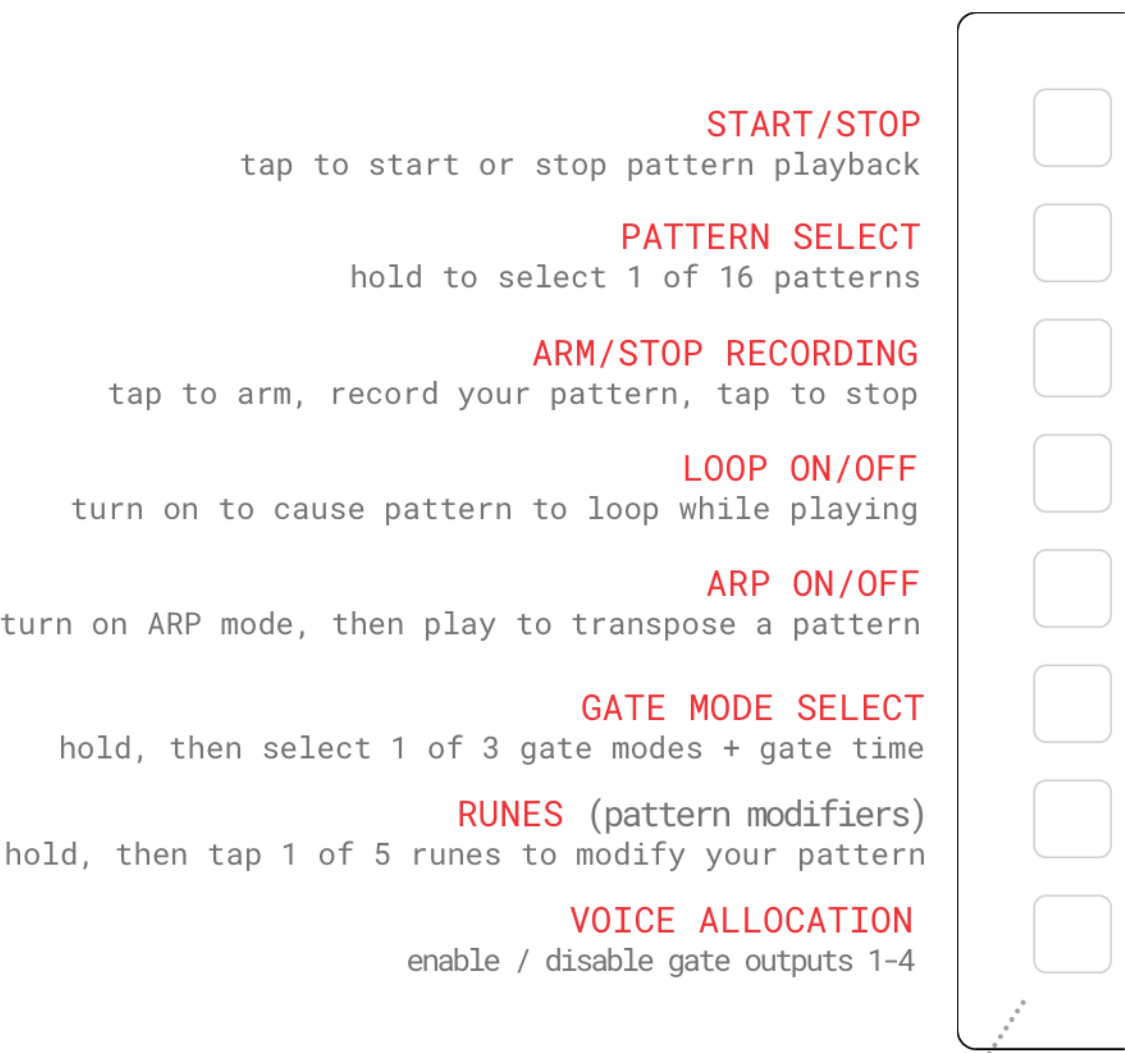 START/STOP
tap to start or stop pattern playback
PATTERN SELECT
hold to select 1 of 16 patterns
ARM/STOP RECORDING
tap to arm, record your pattern, tap to stop
LOOP ON/OFF
turn on to cause pattern to loop while playing
ARP ON/OFF
turn on ARP mode, then play to transpose a pattern
GATE MODE SELECT
hold, then select 1 of 3 gate modes + gate time
RUNES (pattern modifiers)
hold, then tap 1 of 5 runes to modify your pattern
VOICE ALLOCATION
enable / disable gate outputs 1-4